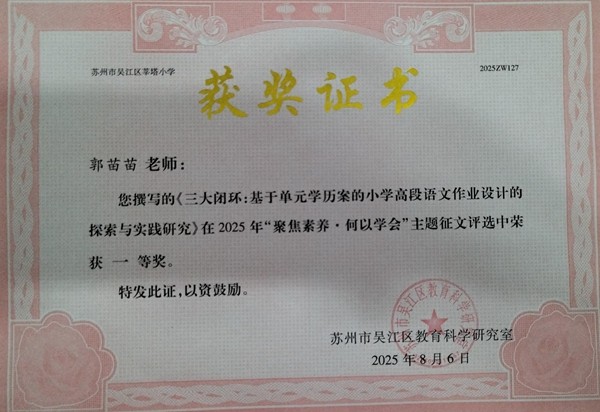 苏州市吴江区莘塔小学
2025ZW127
获奖证书
郭苗苗 老师：
您撰写的《三大闭环：基于单元学历案的小学高段语文作业设计的
探索与实践研究》在2025年“聚焦素养·何以学会”主题征文评选中荣
获 一 等奖。
特发此证，以资鼓励。
苏州市吴江区教育科学研究室
2025年8月6日